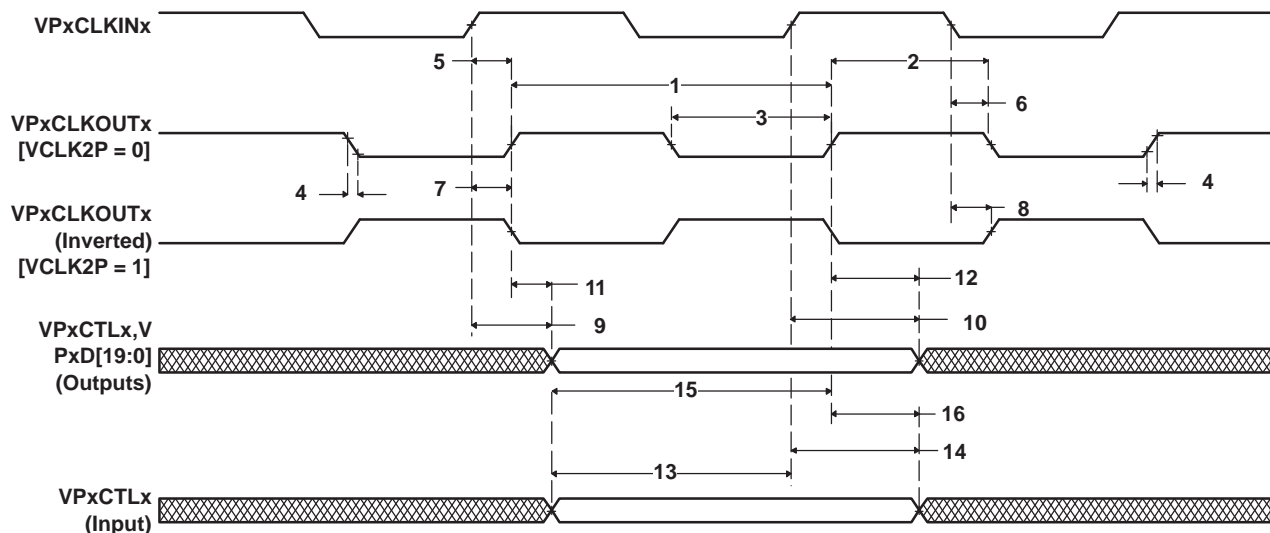 VPxCLKINx
5
2
1
6
VPxCLKOUTx
[VCLK2P = 0]
3
4
7
4
VPxCLKOUTx
(Inverted)
[VCLK2P = 1]
8
11
12
9
10
VPxCTLx,V
PxD[19:0]
(Outputs)
15
16
14
13
VPxCTLx
(Input)